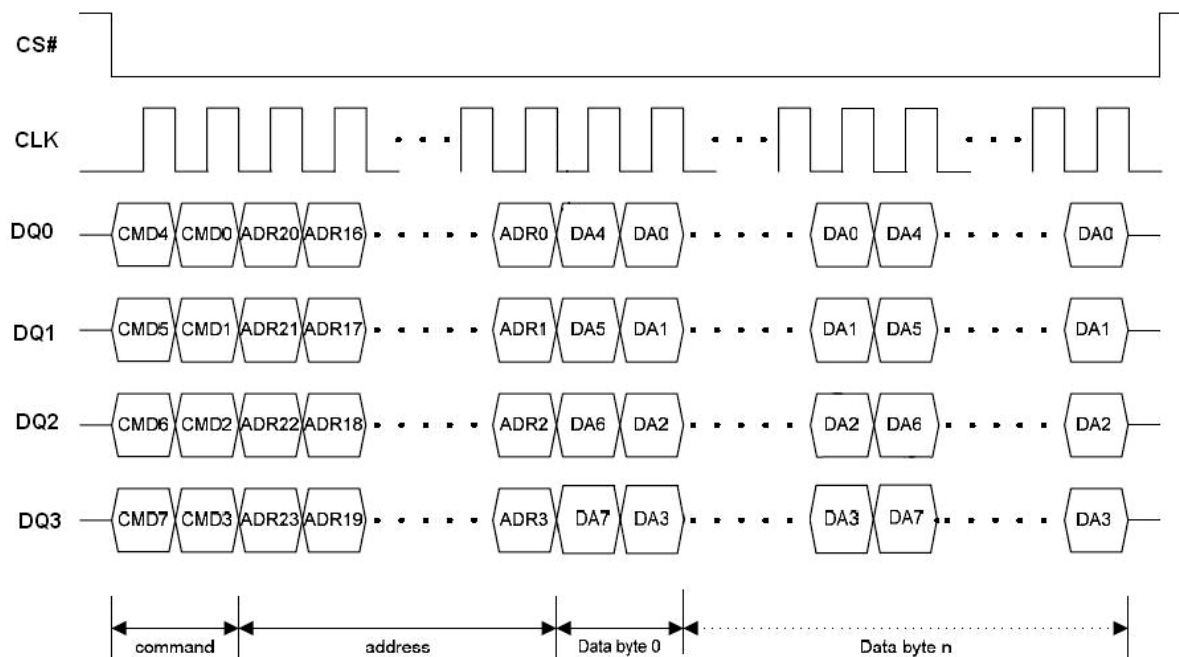 CS#
CLK
DQ0 CMD4 CMD0 ADR20 ADR16 ADR0 DA4 DA0 DA0 DA4 DA0
DQ1 CMD5 CMD1 ADR21 ADR17 ADR1 DA5 DA1 DA1 DA5 DA1
DQ2 CMD6 CMD2 ADR22 ADR18 ADR2 DA6 DA2 DA2 DA6 DA2
DQ3 CMD7 CMD3 ADR23 ADR19 ADR3 DA7 DA3 DA3 DA7 DA3
command address Data byte 0 Data byte n